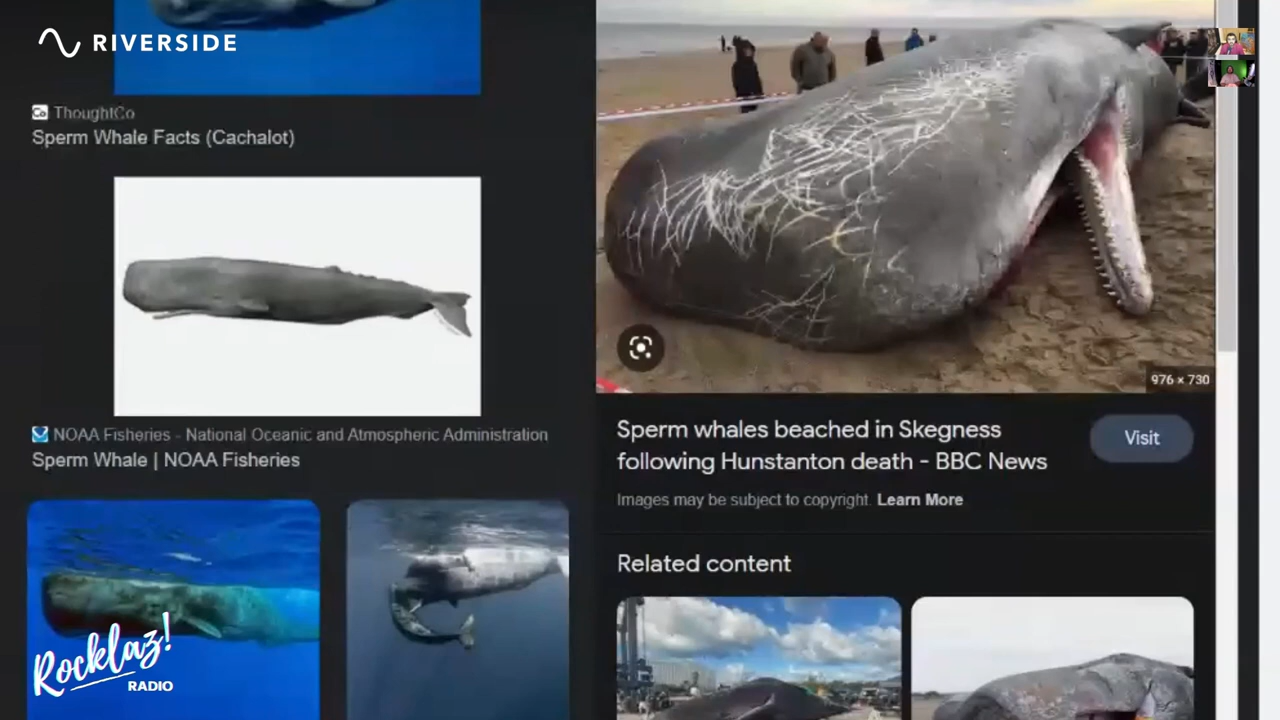 RIVERSIDE
Co ThoughtCo
Sperm Whale Facts (Cachalot)
NOAA Fisheries - National Oceanic and Atmospheric Administration
Sperm Whale | NOAA Fisheries
Rocklaz!
RADIO
976 × 730
Sperm whales beached in Skegness
following Hunstanton death - BBC News
Visit
Images may be subject to copyright. Learn More
Related content